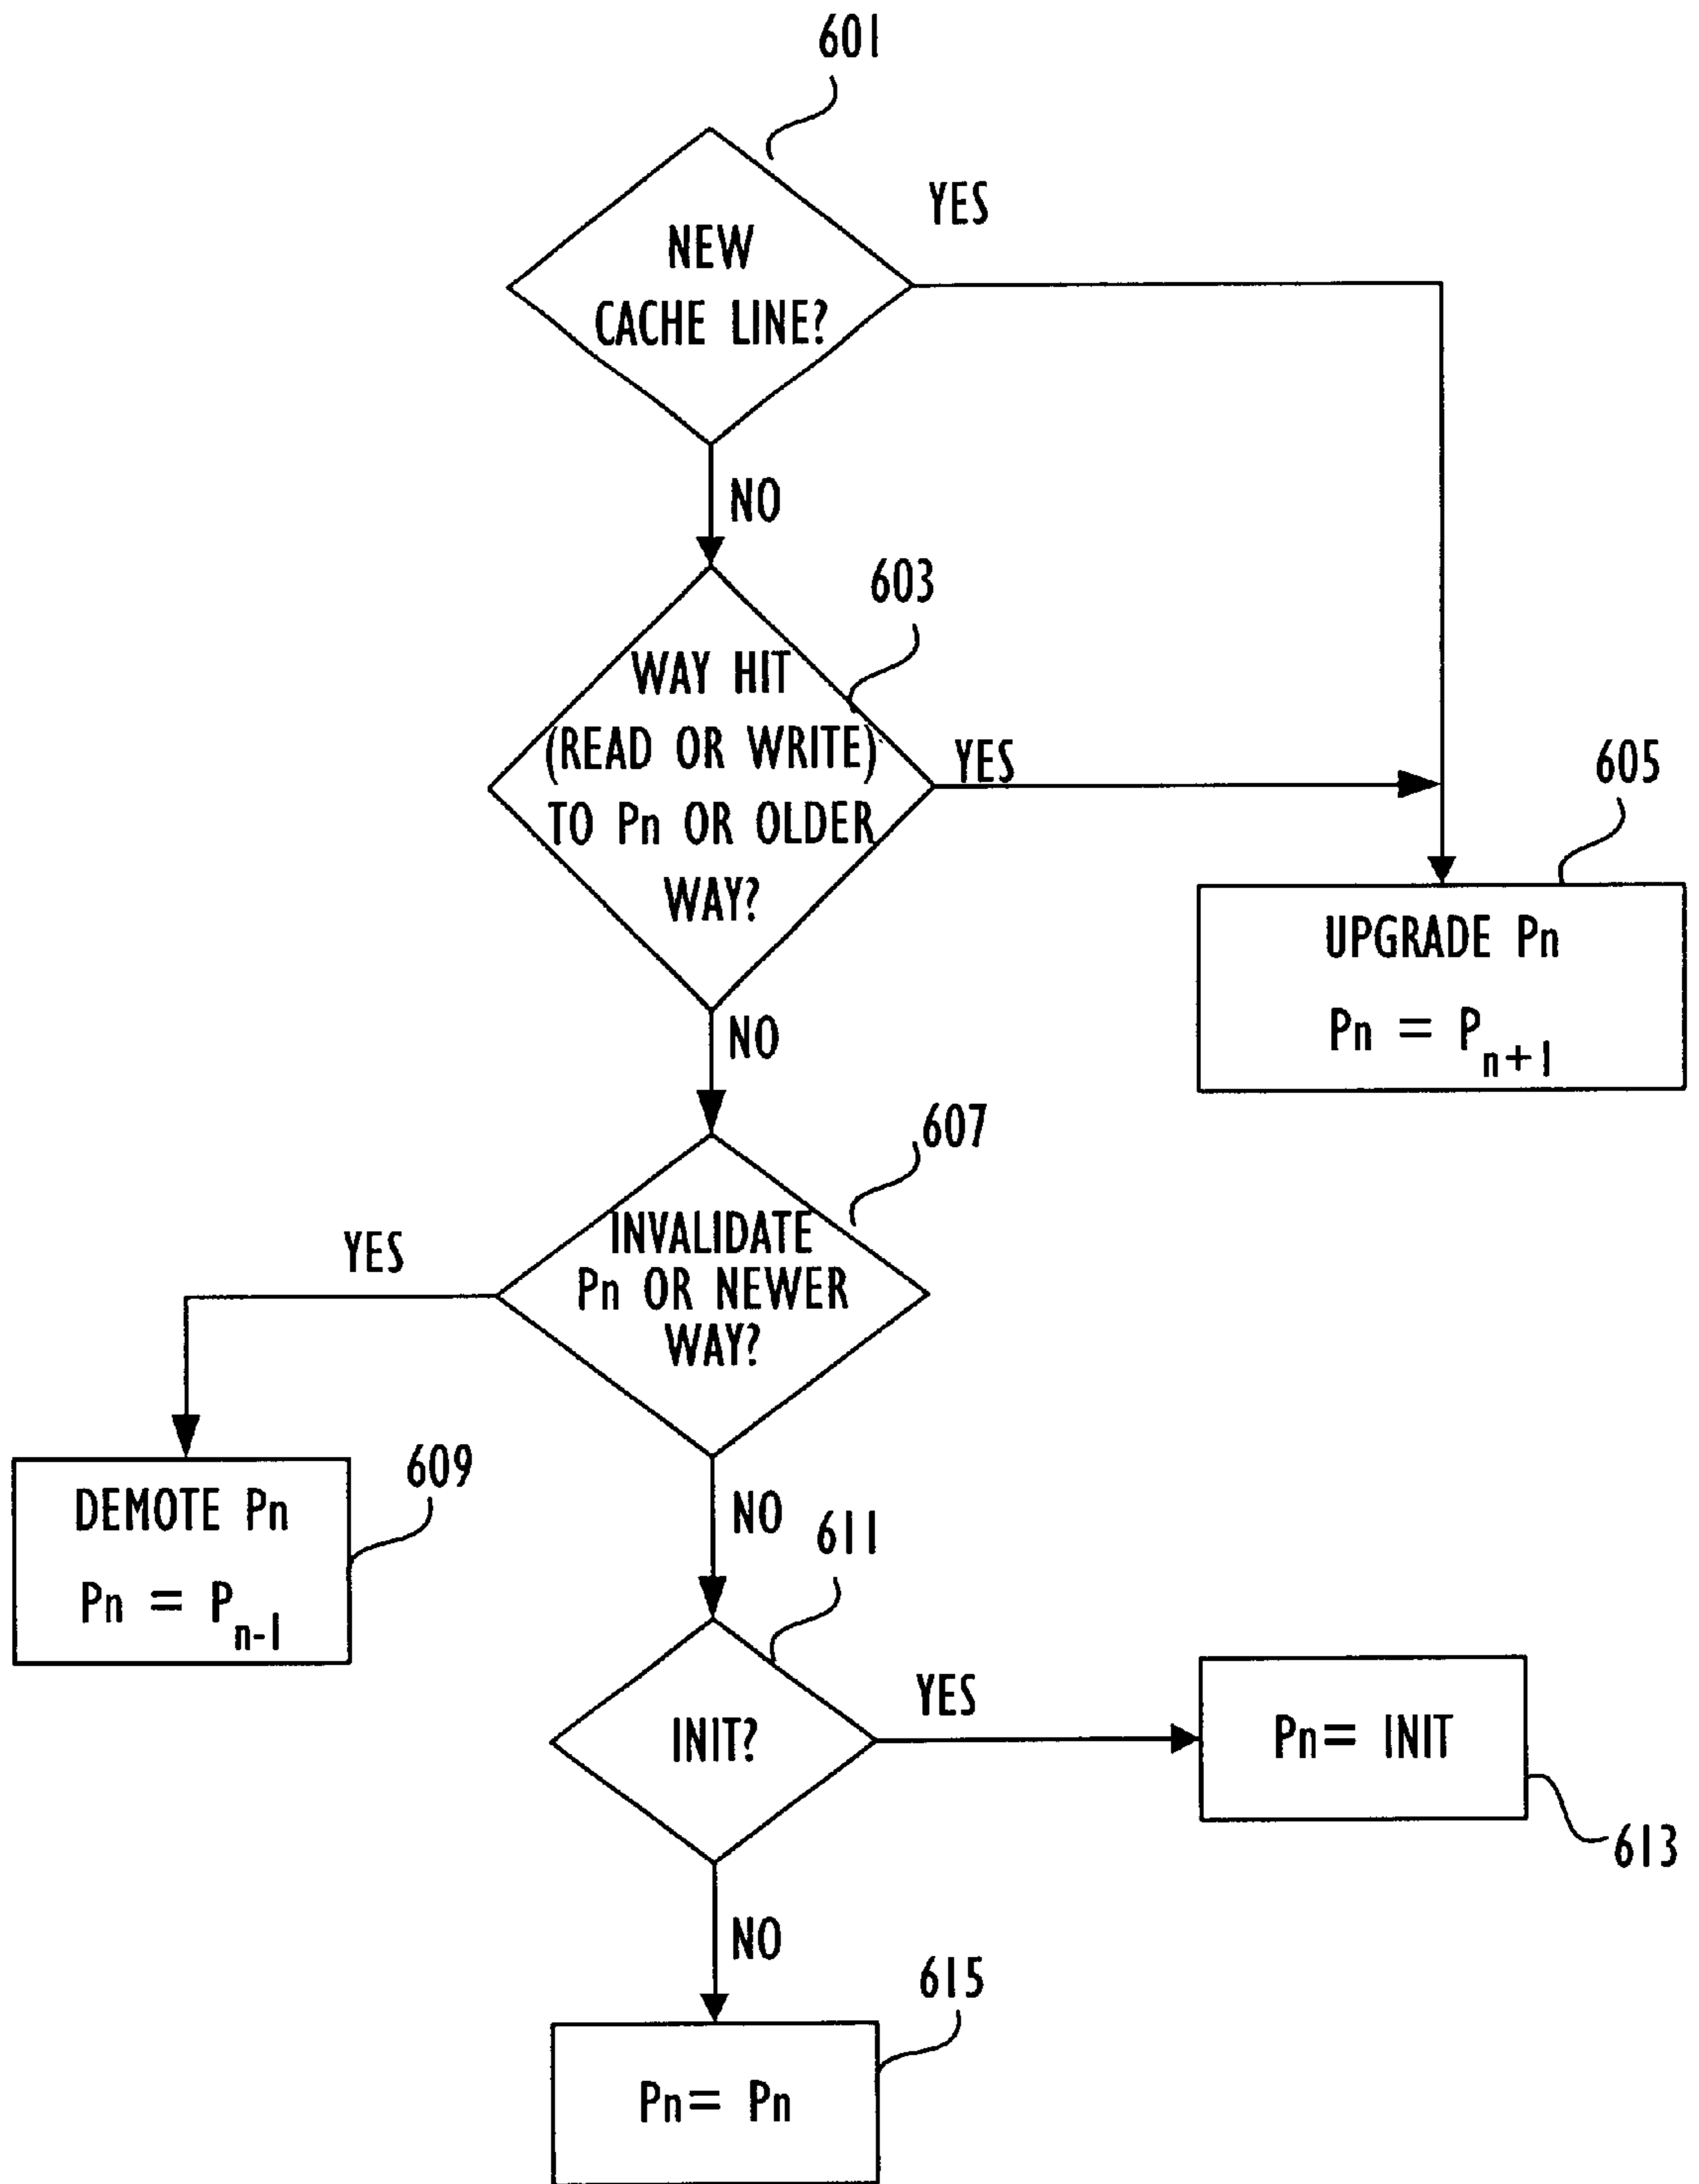 601
NEW
CACHE LINE?
YES
NO
603
WAY HIT
(READ OR WRITE)
TO Pn OR OLDER
WAY?
YES
605
UPGRADE Pn
Pn = Pn+1
NO
607
INVALIDATE
Pn OR NEWER
WAY?
YES
609
DEMOTE Pn
Pn = Pn-1
NO
611
INIT?
YES
Pn= INIT
613
NO
615
Pn= Pn